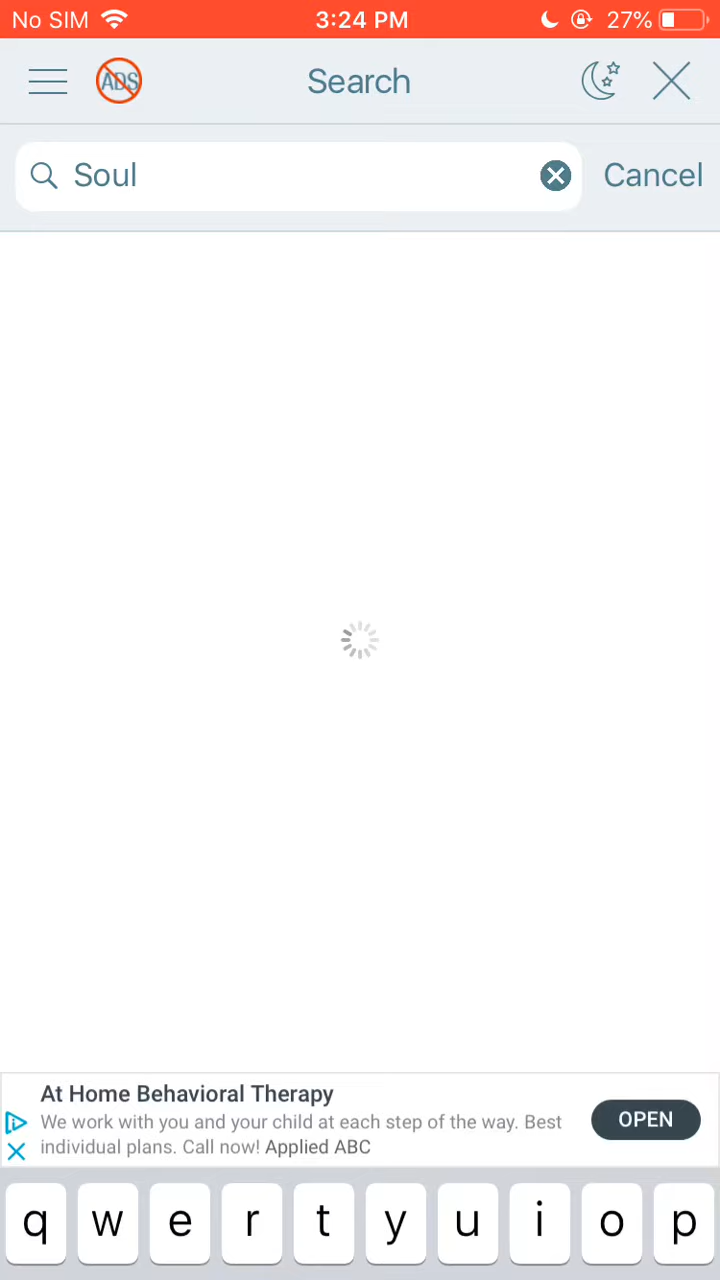 No SIM 3:24 PM 27%
ADS Search
Soul Cancel
At Home Behavioral Therapy
We work with you and your child at each step of the way. Best
individual plans. Call now! Applied ABC
OPEN
q w e r t y u i o p